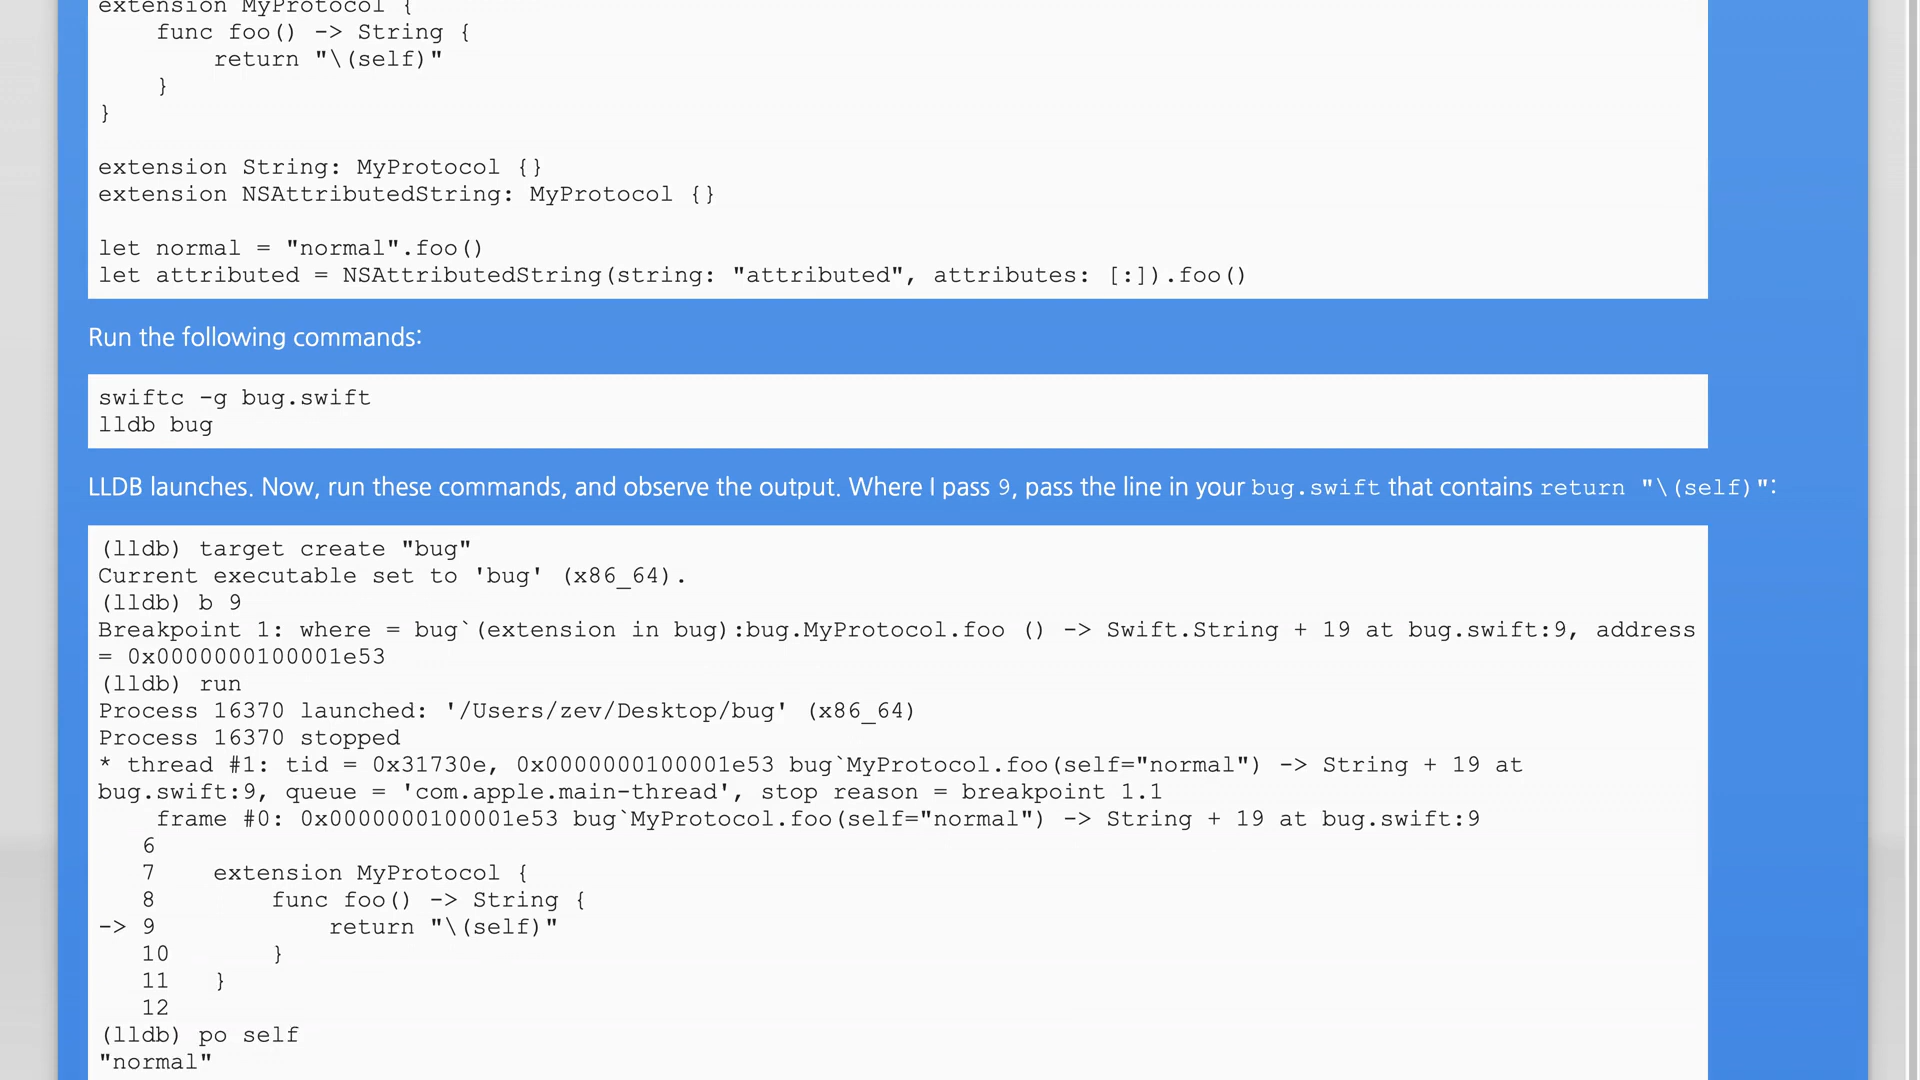 extension MyProtocol {
    func foo() -> String {
        return "\(self)"
    }
}
extension String: MyProtocol {}
extension NSAttributedString: MyProtocol {}
let normal = "normal".foo()
let attributed = NSAttributedString(string: "attributed", attributes: [:]).foo()
Run the following commands:
swiftc -g bug.swift
lldb bug
LLDB launches. Now, run these commands, and observe the output. Where I pass 9, pass the line in your bug.swift that contains return "\(self)":
(lldb) target create "bug"
Current executable set to 'bug' (x86_64).
(lldb) b 9
Breakpoint 1: where = bug`(extension in bug):bug.MyProtocol.foo () -> Swift.String + 19 at bug.swift:9, address
= 0x0000000100001e53
(lldb) run
Process 16370 launched: '/Users/zev/Desktop/bug' (x86_64)
Process 16370 stopped
* thread #1: tid = 0x31730e, 0x0000000100001e53 bug`MyProtocol.foo(self="normal") -> String + 19 at
bug.swift:9, queue = 'com.apple.main-thread', stop reason = breakpoint 1.1
    frame #0: 0x0000000100001e53 bug`MyProtocol.foo(self="normal") -> String + 19 at bug.swift:9
   6
   7    extension MyProtocol {
   8        func foo() -> String {
-> 9            return "\(self)"
   10       }
   11   }
   12
(lldb) po self
"normal"